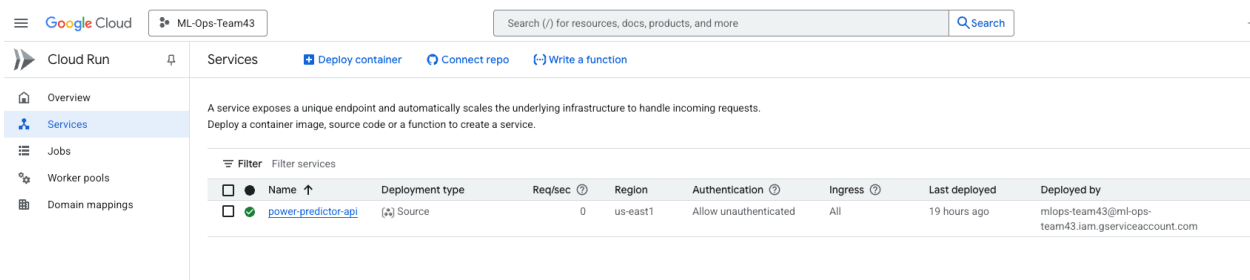 Google Cloud
ML-Ops-Team43
Search (/) for resources, docs, products, and more
Search
Cloud Run
Services
Deploy container
Connect repo
Write a function
Overview
Services
Jobs
Worker pools
Domain mappings
A service exposes a unique endpoint and automatically scales the underlying infrastructure to handle incoming requests.
Deploy a container image, source code or a function to create a service.
Filter Filter services
Name ↑ Deployment type Req/sec Region Authentication Ingress Last deployed Deployed by
power-predictor-api Source 0 us-east1 Allow unauthenticated All 19 hours ago mlops-team43@ml-ops-
team43.iam.gserviceaccount.com